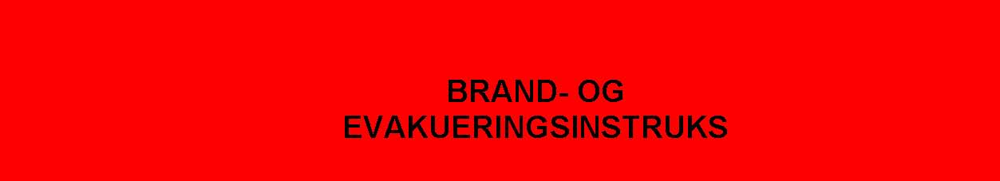 BRAND- OG
EVAKUERINGSINSTRUKS